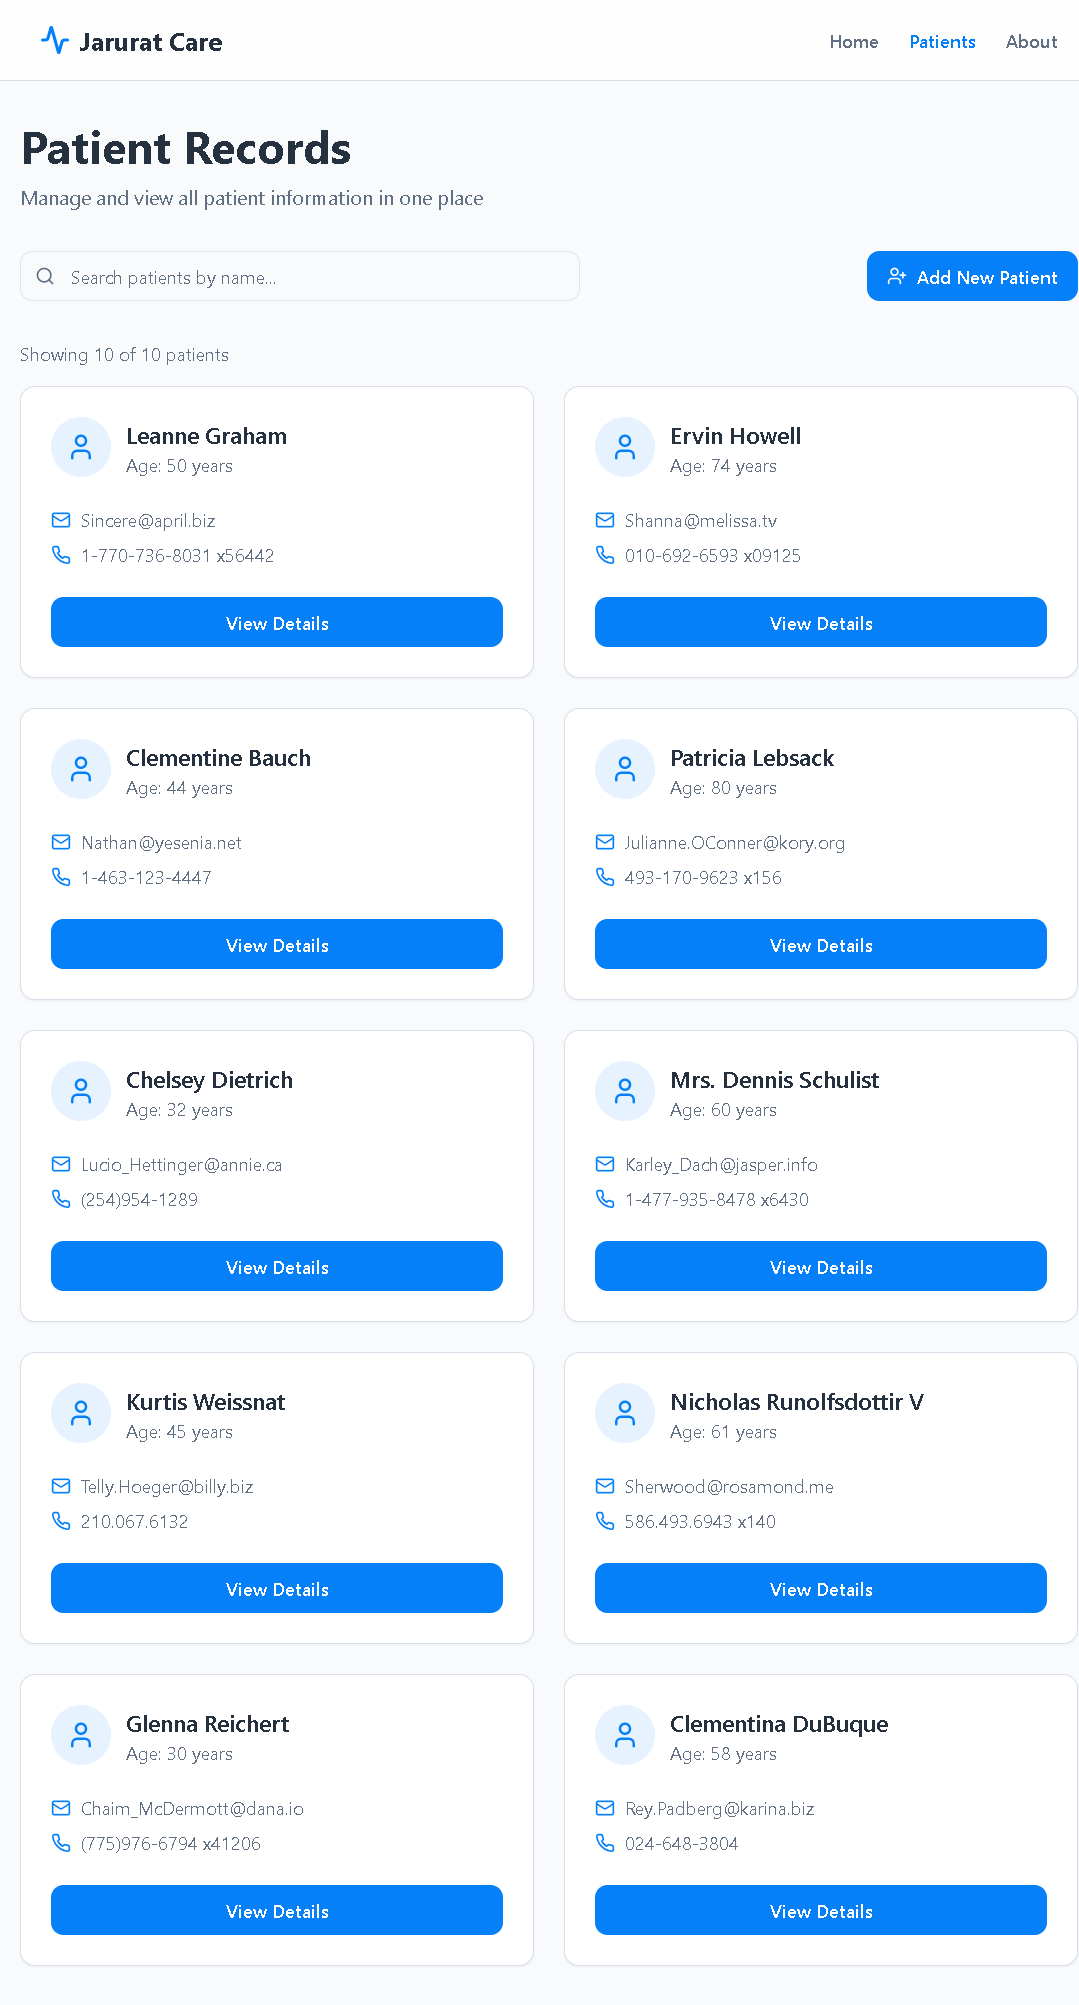 Jarurat Care
Home Patients About
Patient Records
Manage and view all patient information in one place
Search patients by name...
Add New Patient
Showing 10 of 10 patients
Leanne Graham
Age: 50 years
Sincere@april.biz
1-770-736-8031 x56442
View Details
Ervin Howell
Age: 74 years
Shanna@melissa.tv
010-692-6593 x09125
View Details
Clementine Bauch
Age: 44 years
Nathan@yesenia.net
1-463-123-4447
View Details
Patricia Lebsack
Age: 80 years
Julianne.OConner@kory.org
493-170-9623 x156
View Details
Chelsey Dietrich
Age: 32 years
Lucio_Hettinger@annie.ca
(254)954-1289
View Details
Mrs. Dennis Schulist
Age: 60 years
Karley_Dach@jasper.info
1-477-935-8478 x6430
View Details
Kurtis Weissnat
Age: 45 years
Telly.Hoeger@billy.biz
210.067.6132
View Details
Nicholas Runolfsdottir V
Age: 61 years
Sherwood@rosamond.me
586.493.6943 x140
View Details
Glenna Reichert
Age: 30 years
Chaim_McDermott@dana.io
(775)976-6794 x41206
View Details
Clementina DuBuque
Age: 58 years
Rey.Padberg@karina.biz
024-648-3804
View Details